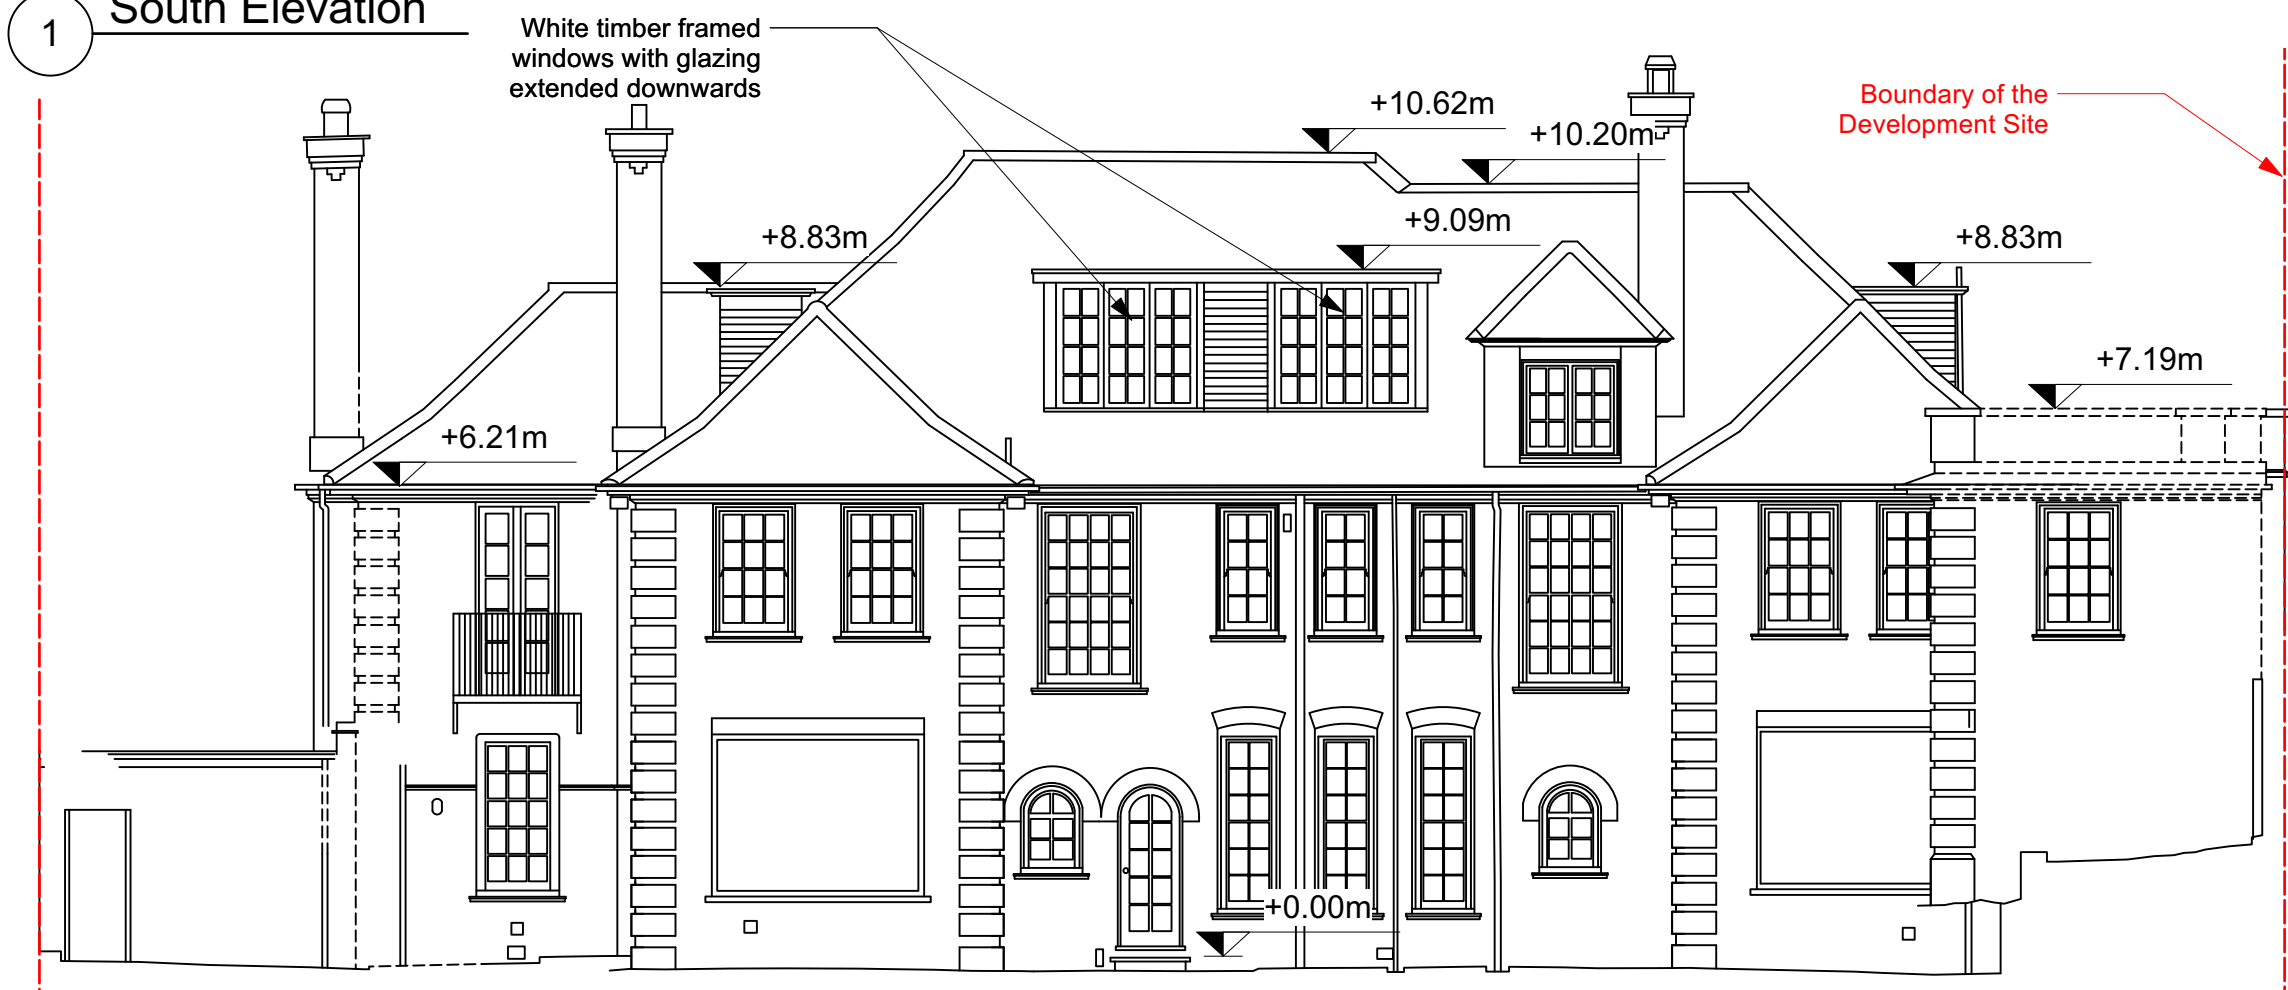 1
South Elevation
White timber framed
windows with glazing
extended downwards
Boundary of the
Development Site
+10.62m
+10.20m
+9.09m
+8.83m
+8.83m
+7.19m
+6.21m
+0.00m